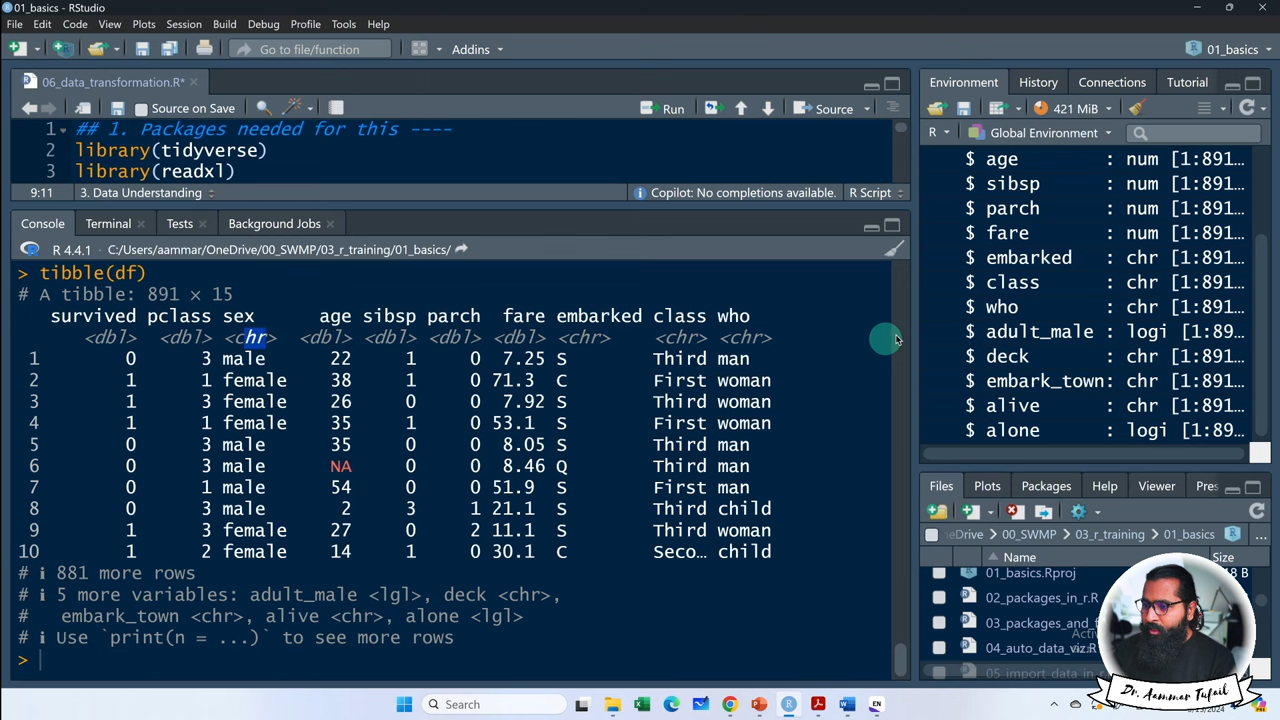 01_basics - RStudio
File Edit Code View Plots Session Build Debug Profile Tools Help
Go to file/function Addins 01_basics
06_data_transformation.R*
Source on Save Run Source
1 ## 1. Packages needed for this ----
2 library(tidyverse)
3 library(readxl)
9:11 3. Data Understanding Copilot: No completions available. R Script
Console Terminal Tests Background Jobs
R 4.4.1 · C:/Users/aammar/OneDrive/00_SWMP/03_r_training/01_basics/
> tibble(df)
# A tibble: 891 × 15
survived pclass sex age sibsp parch fare embarked class who
<dbl> <dbl> <chr> <dbl> <dbl> <dbl> <dbl> <chr> <chr> <chr>
1 0 3 male 22 1 0 7.25 S Third man
2 1 1 female 38 1 0 71.3 C First woman
3 1 3 female 26 0 0 7.92 S Third woman
4 1 1 female 35 1 0 53.1 S First woman
5 0 3 male 35 0 0 8.05 S Third man
6 0 3 male NA 0 0 8.46 Q Third man
7 0 1 male 54 0 0 51.9 S First man
8 0 3 male 2 3 1 21.1 S Third child
9 1 3 female 27 0 2 11.1 S Third woman
10 1 2 female 14 1 0 30.1 C Seco… child
# ℹ 881 more rows
# ℹ 5 more variables: adult_male <lgl>, deck <chr>,
# embark_town <chr>, alive <chr>, alone <lgl>
# ℹ Use `print(n = ...)` to see more rows
>
Environment History Connections Tutorial
421 MiB
R Global Environment
$ age : num [1:891…
$ sibsp : num [1:891…
$ parch : num [1:891…
$ fare : num [1:891…
$ embarked : chr [1:89…
$ class : chr [1:89…
$ who : chr [1:89…
$ adult_male : logi [1:89…
$ deck : chr [1:89…
$ embark_town: chr [1:89…
$ alive : chr [1:89…
$ alone : logi [1:89…
Files Plots Packages Help Viewer Pres
neDrive 00_SWMP 03_r_training 01_basics ...
Name Size
01_basics.Rproj
02_packages_in_r.R
03_packages_and_f
04_auto_data_viz.R
05 import data in
Dr. Aammar Tufail
Search